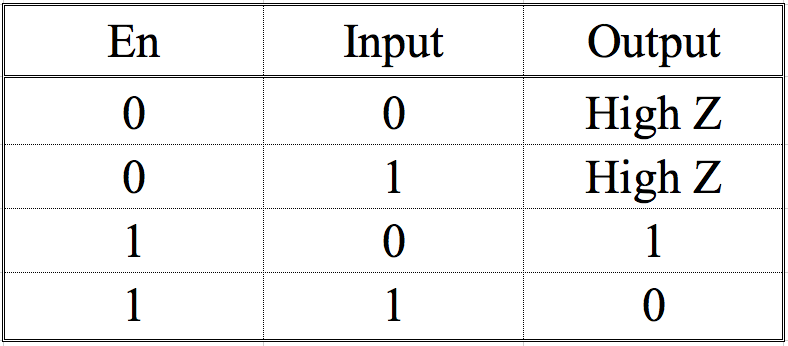 En Input Output
0 0 High Z
0 1 High Z
1 0 1
1 1 0